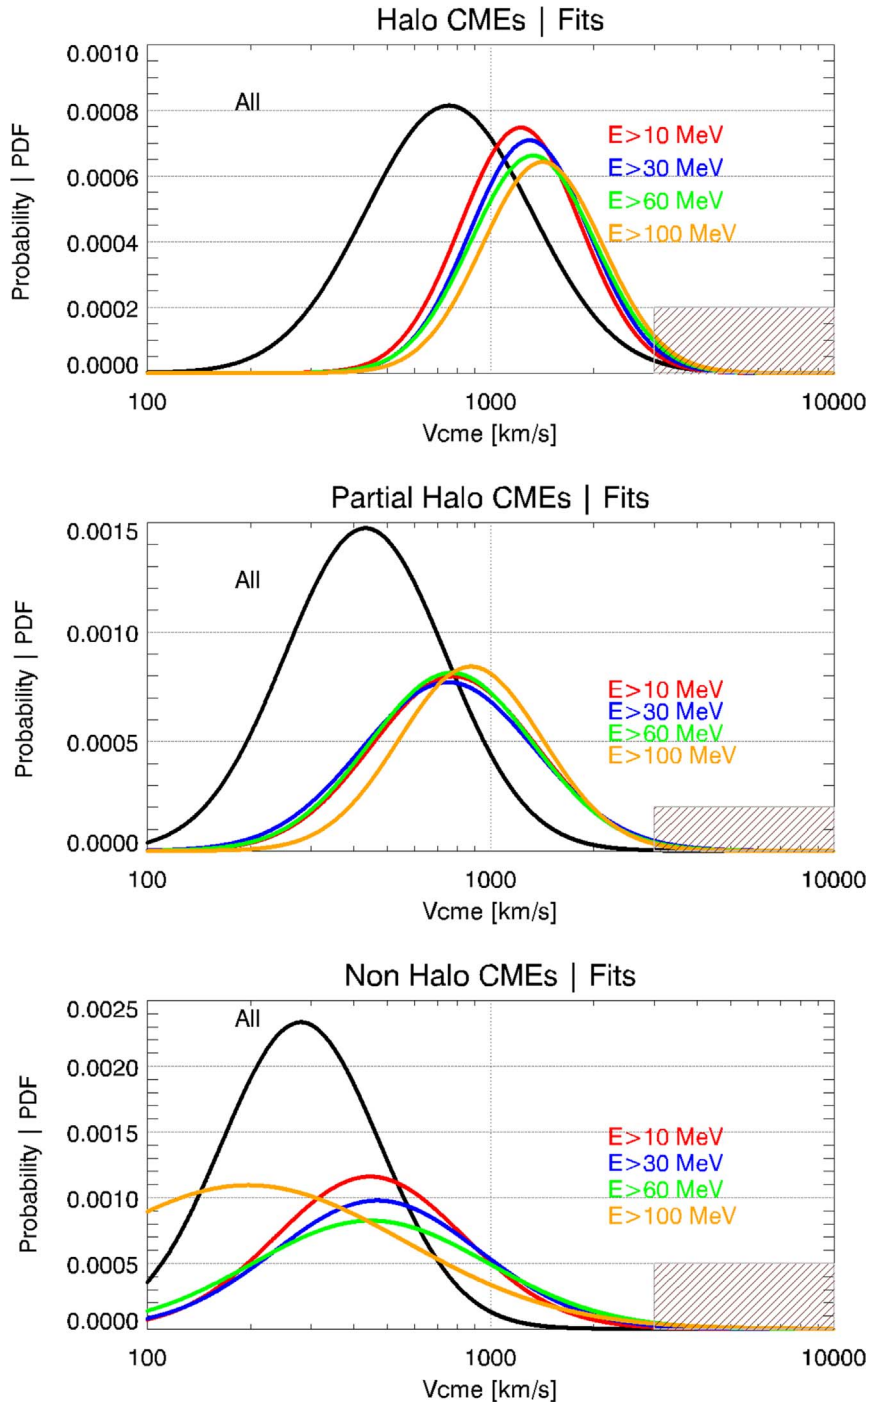 Halo CMEs | Fits
0.0010
0.0008
0.0006
0.0004
0.0002
0.0000
Probability | PDF
All
E>10 MeV
E>30 MeV
E>60 MeV
E>100 MeV
100 1000 10000
Vcme [km/s]
Partial Halo CMEs | Fits
0.0015
0.0010
0.0005
0.0000
Probability | PDF
All
E>10 MeV
E>30 MeV
E>60 MeV
E>100 MeV
100 1000 10000
Vcme [km/s]
Non Halo CMEs | Fits
0.0025
0.0020
0.0015
0.0010
0.0005
0.0000
Probability | PDF
All
E>10 MeV
E>30 MeV
E>60 MeV
E>100 MeV
100 1000 10000
Vcme [km/s]